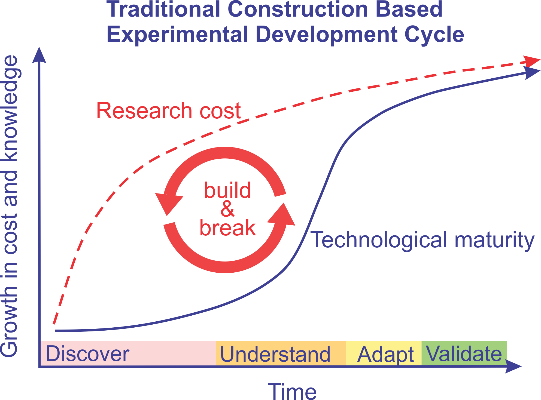 Traditional Construction Based
Experimental Development Cycle
Growth in cost and knowledge
Research cost
build
&
break
Technological maturity
Discover
Understand
Adapt
Validate
Time